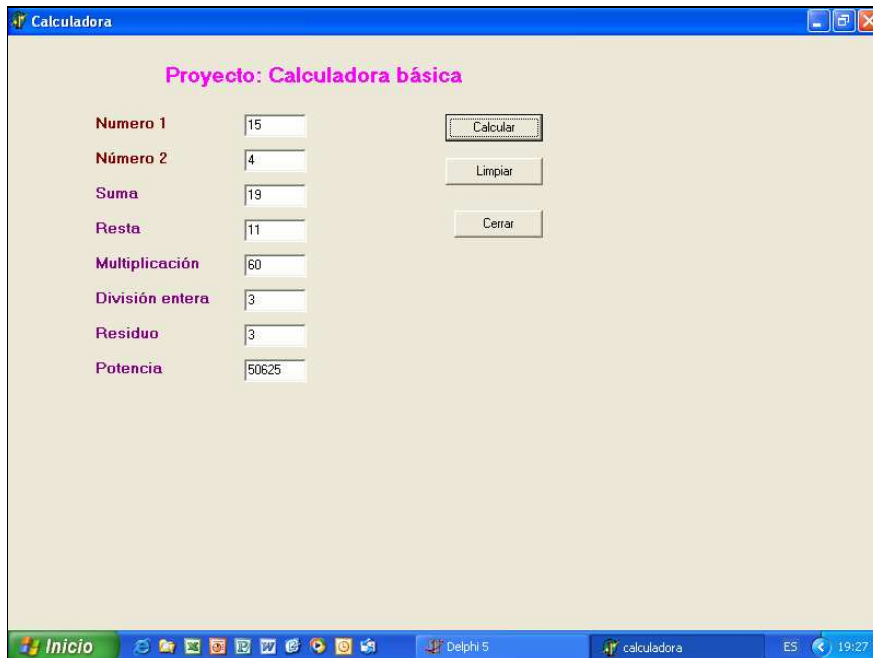 Calculadora
Proyecto: Calculadora básica
Numero 1
15
Calcular
Número 2
4
Limpiar
Suma
19
Resta
11
Cerrar
Multiplicación
60
División entera
3
Residuo
3
Potencia
50625
Inicio
Delphi 5
calculadora
ES
19:27